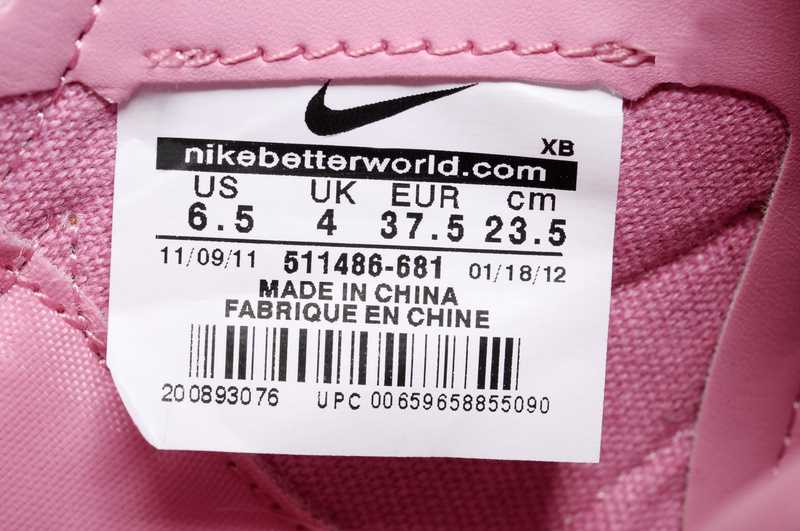 XB
nikebetterworld.com
US UK EUR cm
6.5 4 37.5 23.5
11/09/11 511486-681 01/18/12
MADE IN CHINA
FABRIQUE EN CHINE
200893076 UPC 00659658855090